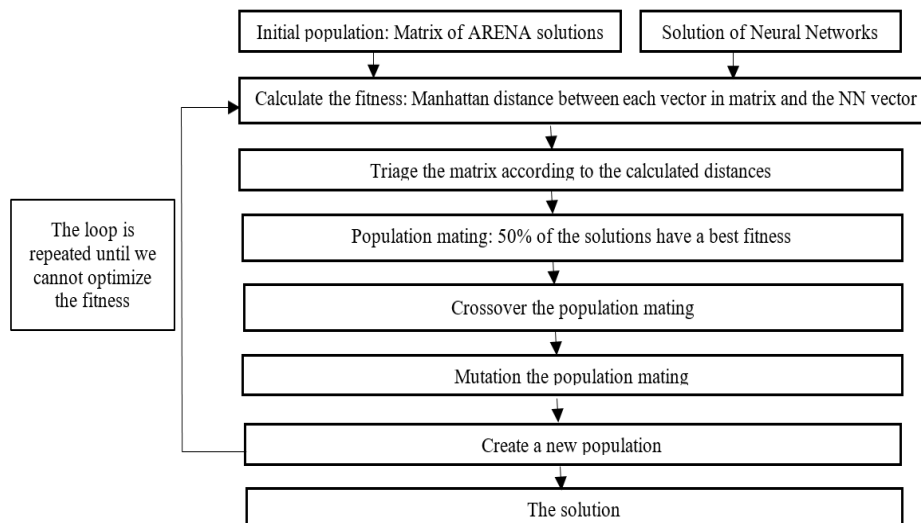 Initial population: Matrix of ARENA solutions
Solution of Neural Networks
Calculate the fitness: Manhattan distance between each vector in matrix and the NN vector
Triage the matrix according to the calculated distances
The loop is
repeated until we
cannot optimize
the fitness
Population mating: 50% of the solutions have a best fitness
Crossover the population mating
Mutation the population mating
Create a new population
The solution